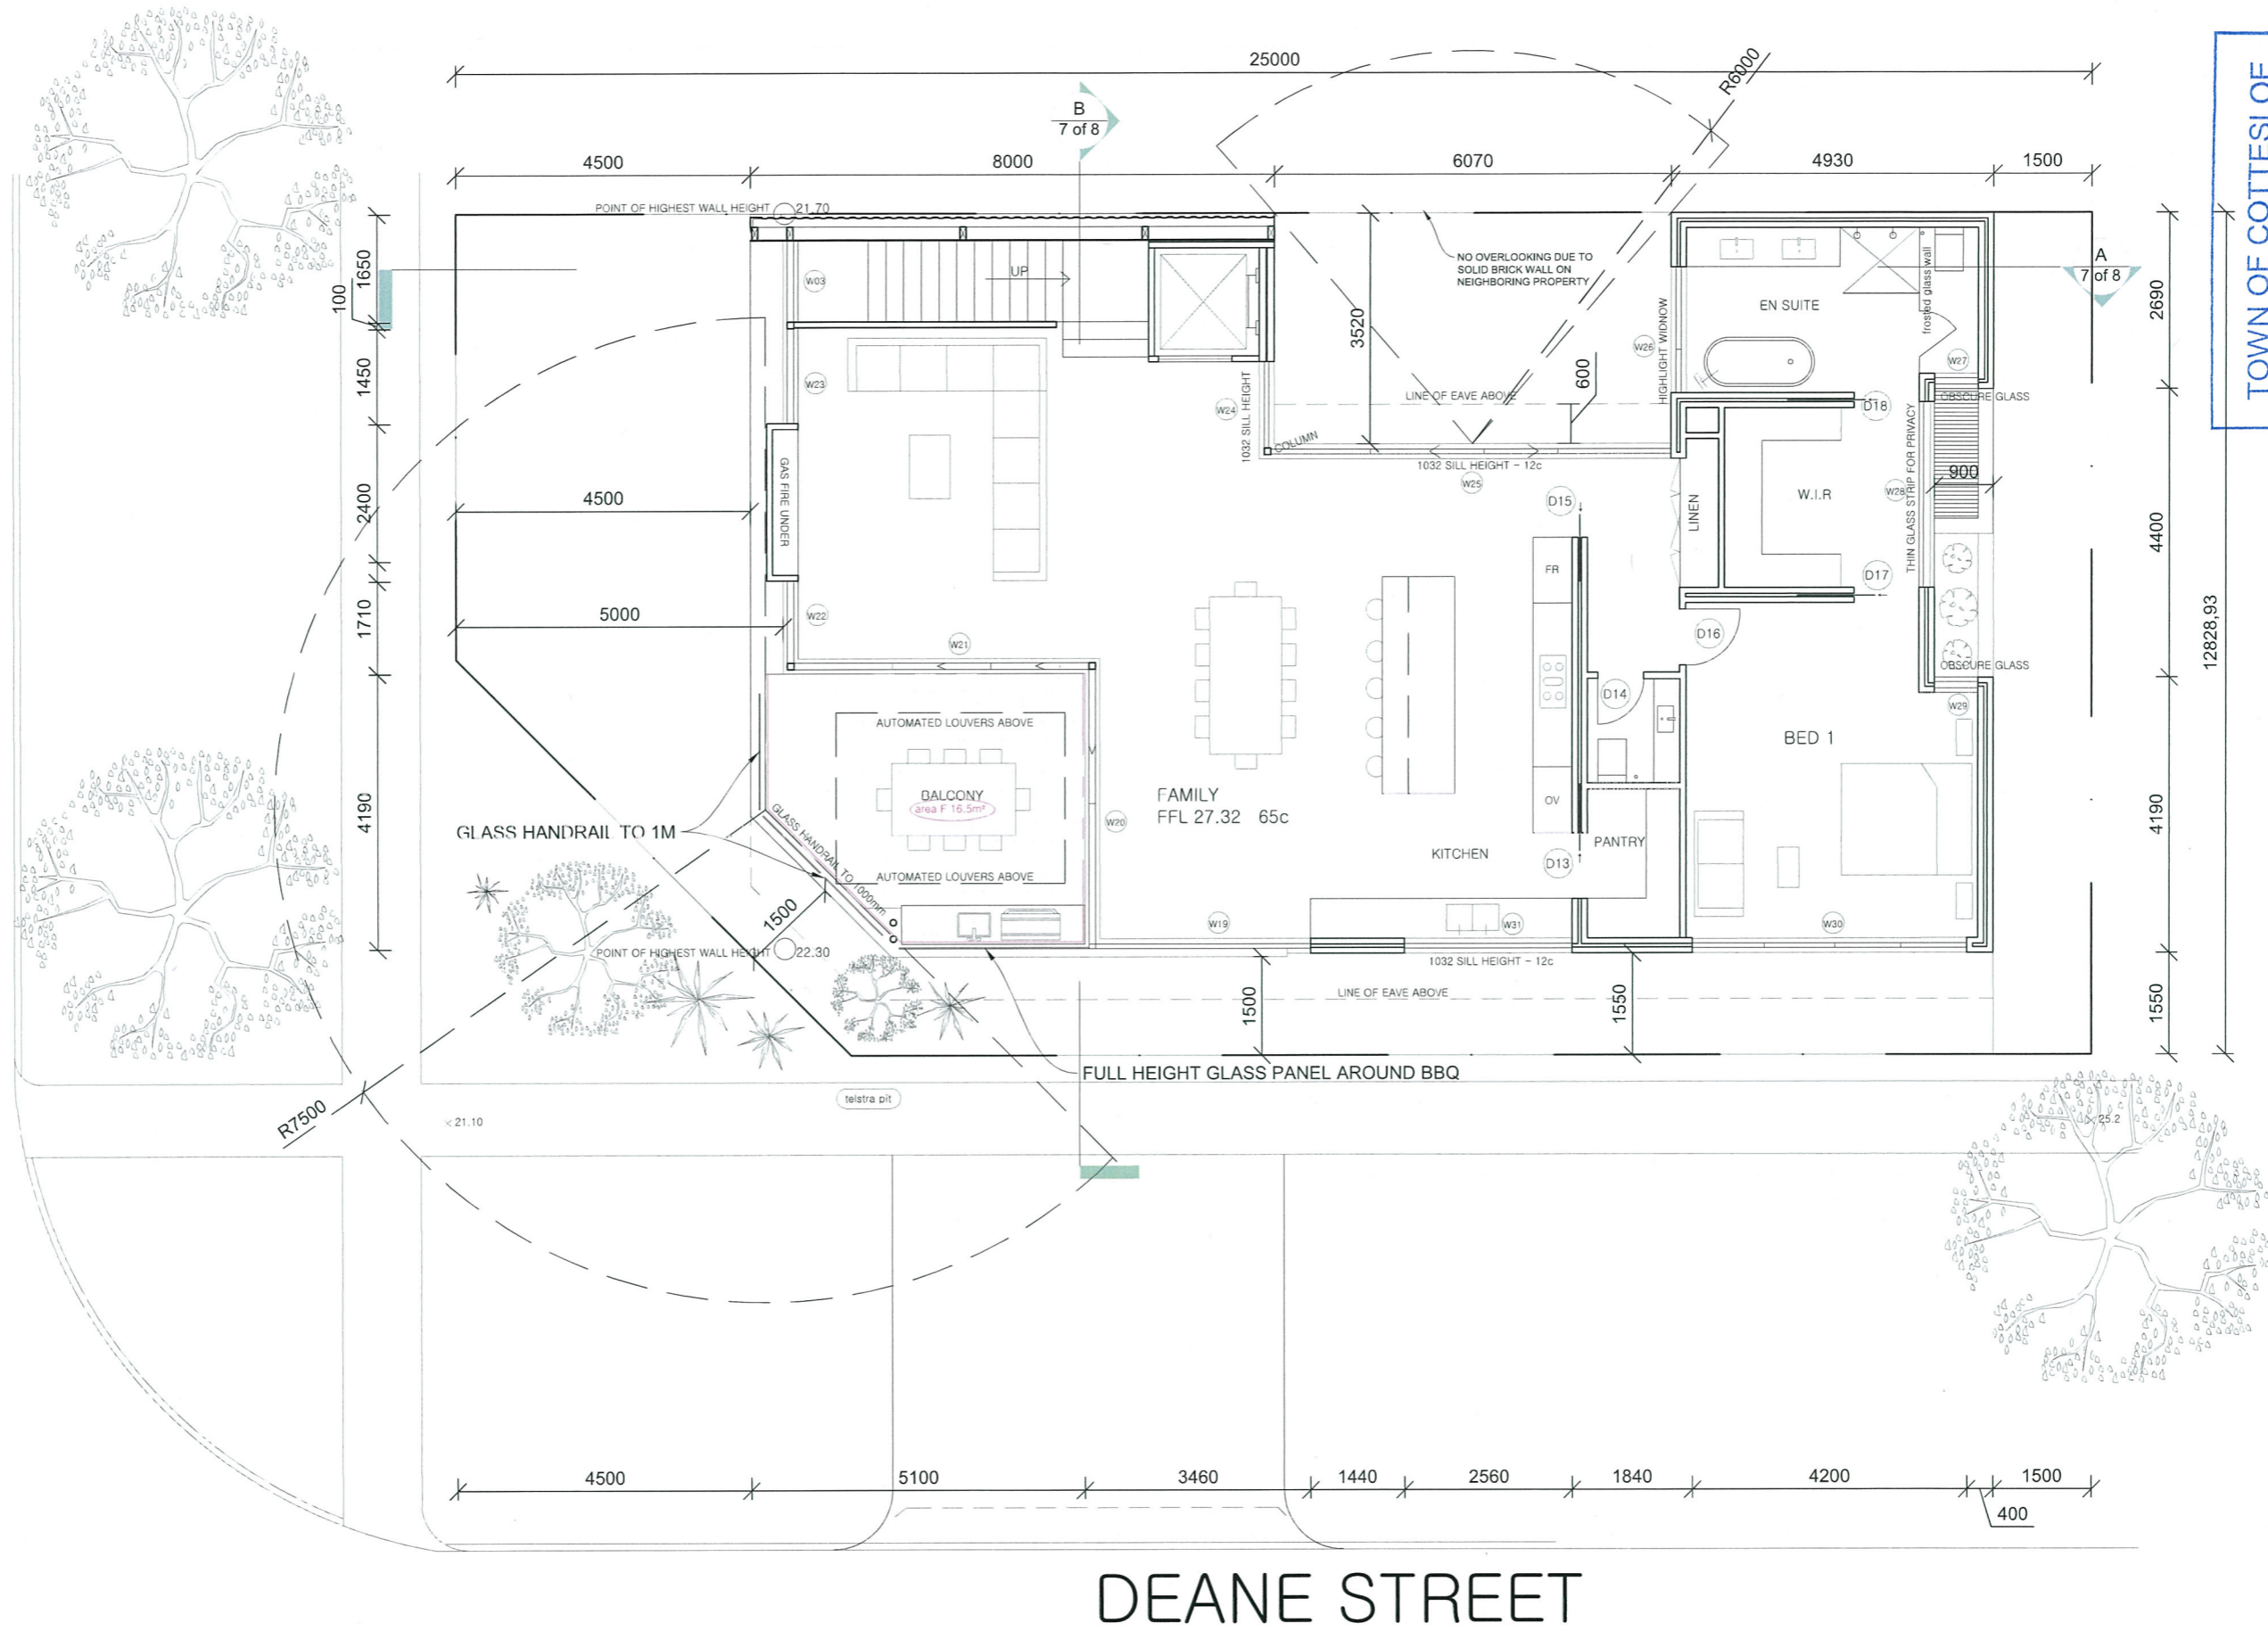 25000
R6000
B
7 of 8
4500
8000
6070
4930
1500
POINT OF HIGHEST WALL HEIGHT
21.70
TOWN OF COTTESLOE
1650
100
1450
2400
1710
4190
W03
UP
3520
NO OVERLOOKING DUE TO
SOLID BRICK WALL ON
NEIGHBORING PROPERTY
A
7 of 8
2690
4400
4190
1550
12828,93
EN SUITE
frosted glass wall
W26
HIGHLIGHT WIDNOW
W27
W23
600
LINE OF EAVE ABOVE
W24
1032 SILL HEIGHT
COLUMN
OBSCURE GLASS
D18
THIN GLASS STRIP FOR PRIVACY
GAS FIRE UNDER
1032 SILL HEIGHT - 12c
W25
900
4500
D15
LINEN
W.I.R
W28
FR
D17
5000
W22
W21
D16
OBSCURE GLASS
D14
W29
AUTOMATED LOUVERS ABOVE
BED 1
BALCONY
area F 16.5m²
FAMILY
FFL 27.32 65c
OV
W20
GLASS HANDRAIL TO 1M
GLASS HANDRAIL TO 1000mm
KITCHEN
PANTRY
D13
AUTOMATED LOUVERS ABOVE
1500
W19
W31
W30
POINT OF HIGHEST WALL HEIGHT
22.30
1032 SILL HEIGHT - 12c
LINE OF EAVE ABOVE
1500
1550
FULL HEIGHT GLASS PANEL AROUND BBQ
telstra pit
R7500
21.10
25.2
4500
5100
3460
1440
2560
1840
4200
1500
400
DEANE STREET